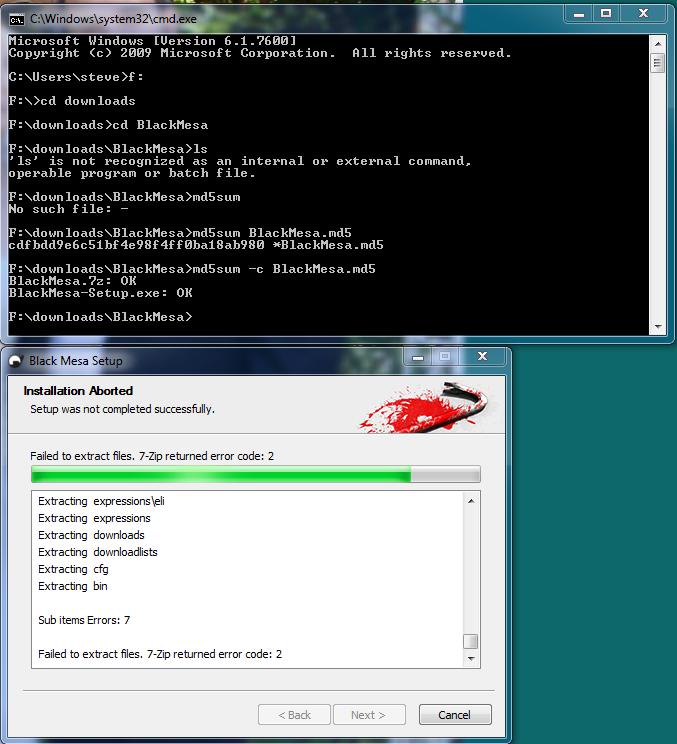 C:\Windows\system32\cmd.exe
Microsoft Windows [Version 6.1.7600]
Copyright (c) 2009 Microsoft Corporation.  All rights reserved.
C:\Users\steve>f:
F:\>cd downloads
F:\downloads>cd BlackMesa
F:\downloads\BlackMesa>ls
'ls' is not recognized as an internal or external command,
operable program or batch file.
F:\downloads\BlackMesa>md5sum
No such file: -
F:\downloads\BlackMesa>md5sum BlackMesa.md5
cdfbdd9e6c51bf4e98f4ff0ba18ab980 *BlackMesa.md5
F:\downloads\BlackMesa>md5sum -c BlackMesa.md5
BlackMesa.7z: OK
BlackMesa-Setup.exe: OK
F:\downloads\BlackMesa>
Black Mesa Setup
Installation Aborted
Setup was not completed successfully.
Failed to extract files. 7-Zip returned error code: 2
Extracting expressions\eli
Extracting expressions
Extracting downloads
Extracting downloadlists
Extracting cfg
Extracting bin
Sub items Errors: 7
Failed to extract files. 7-Zip returned error code: 2
< Back
Next >
Cancel